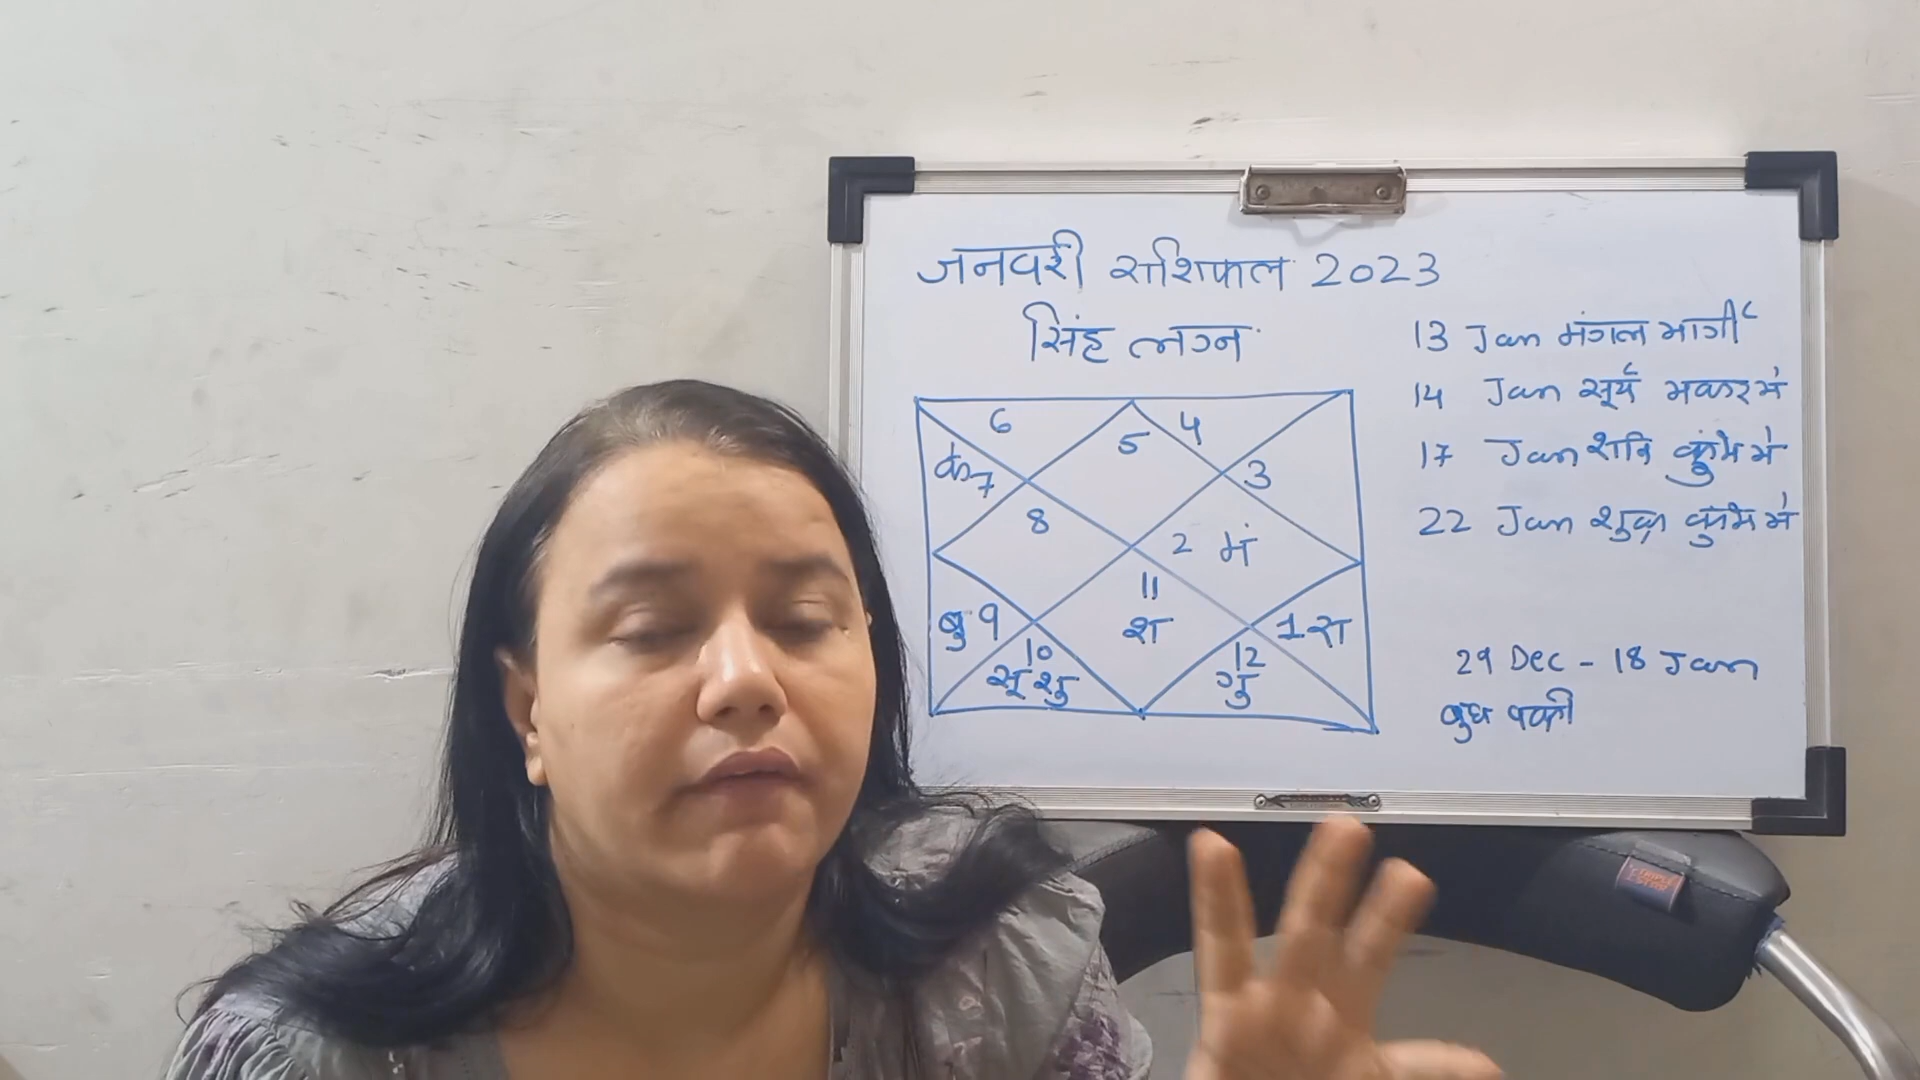 जनवरी राशिफल 2023
सिंह लग्न
13 Jan मंगल मार्गी
14 Jan सूर्य मकर में
17 Jan शनि कुंभ में
22 Jan शुक्र कुंभ में
6
5
4
के 7
3
8
2 मं
11
श
बु 9
1 रा
10
सू शु
12
गु
29 Dec - 18 Jan
बुध वक्री